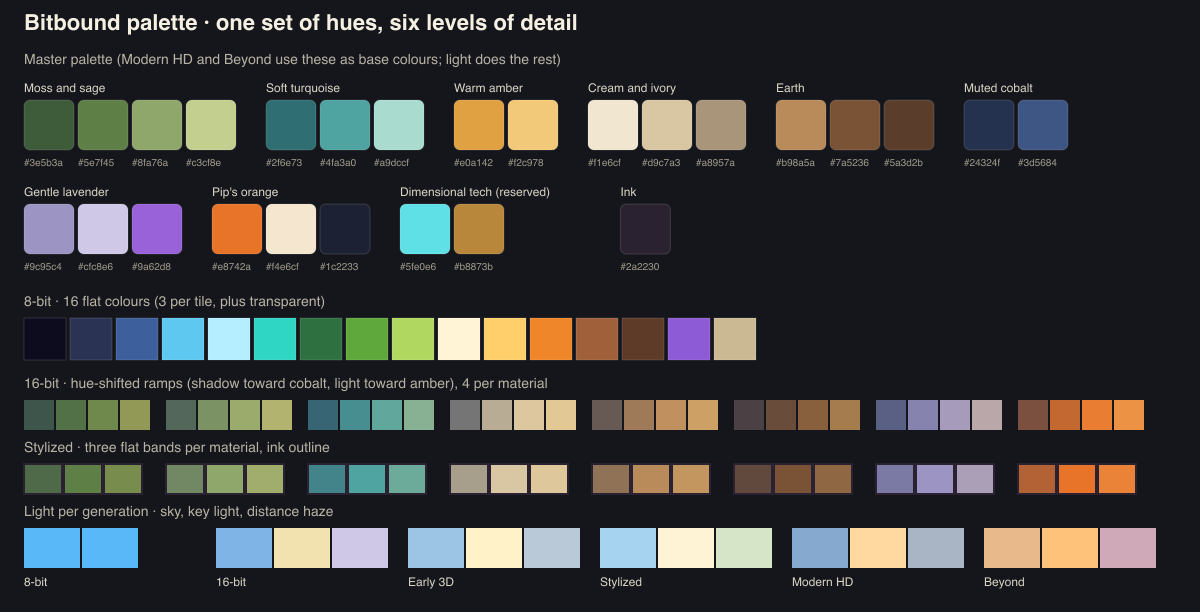 Bitbound palette · one set of hues, six levels of detail
Master palette (Modern HD and Beyond use these as base colours; light does the rest)
Moss and sage Soft turquoise Warm amber Cream and ivory Earth Muted cobalt
#3e5b3a #5e7f45 #8fa76a #c3cf8e #2f6e73 #4fa3a0 #a9dccf #e0a142 #f2c978 #f1e6cf #d9c7a3 #a8957a #b98a5a #7a5236 #5a3d2b #24324f #3d5684
Gentle lavender Pip's orange Dimensional tech (reserved) Ink
#9c95c4 #cfc8e6 #9a62d8 #e8742a #f4e6cf #1c2233 #5fe0e6 #b8873b #2a2230
8-bit · 16 flat colours (3 per tile, plus transparent)
16-bit · hue-shifted ramps (shadow toward cobalt, light toward amber), 4 per material
Stylized · three flat bands per material, ink outline
Light per generation · sky, key light, distance haze
8-bit 16-bit Early 3D Stylized Modern HD Beyond